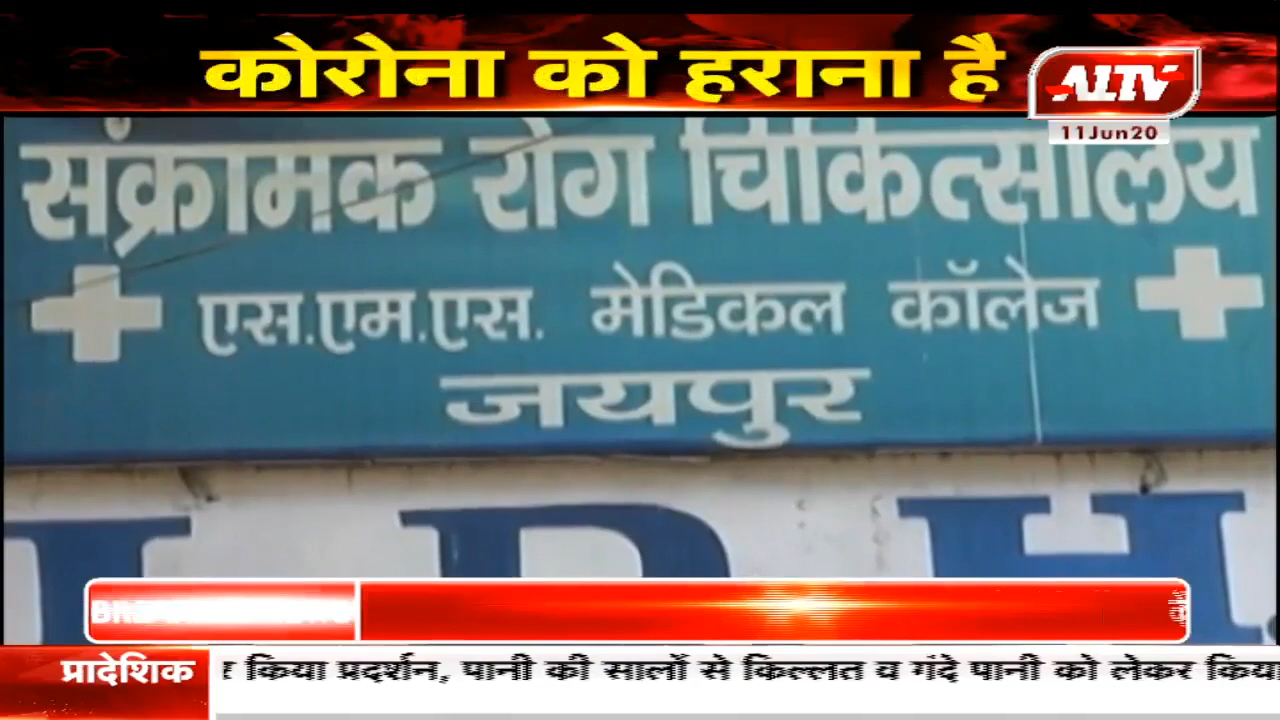 कोरोना को हराना है
ALTV
11Jun20
संक्रामक रोग चिकित्सालय
एस.एम.एस. मेडिकल कॉलेज
जयपुर
I D H
प्रादेशिक
किया प्रदर्शन, पानी की सालों से किल्लत व गंदे पानी को लेकर किया